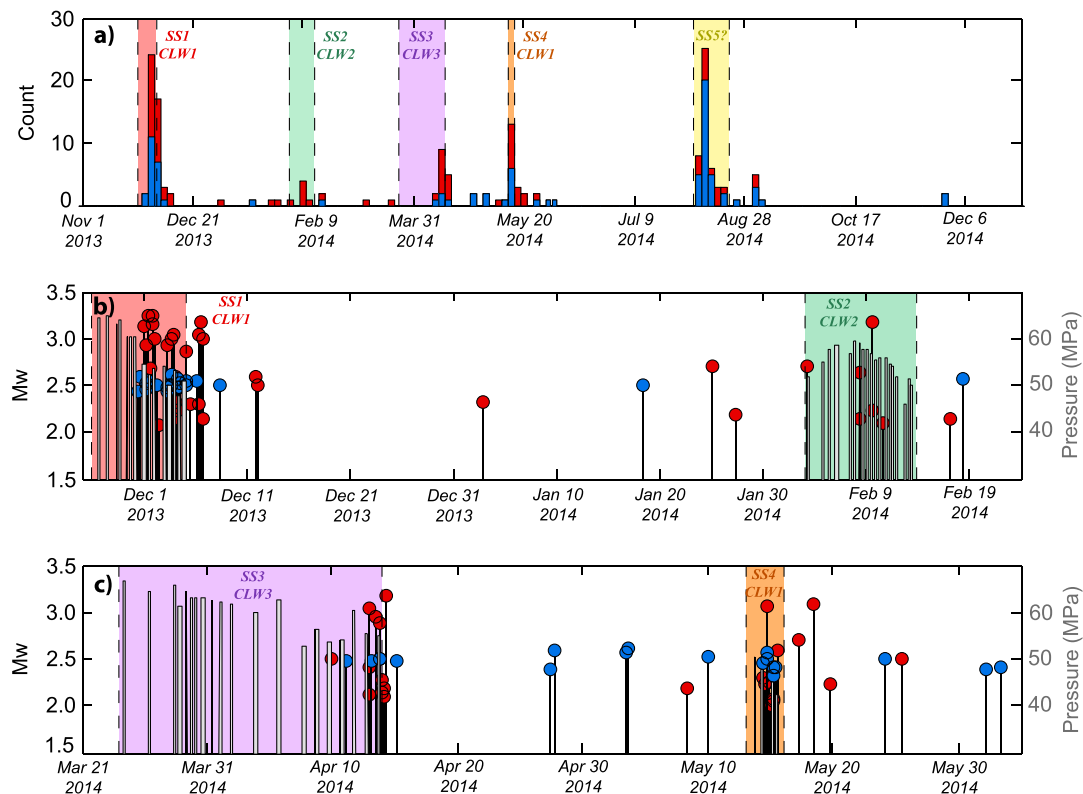 30
20
10
0
Count
a)
SS1
CLW1
SS2
CLW2
SS3
CLW3
SS4
CLW1
SS5?
Nov 1
2013
Dec 21
2013
Feb 9
2014
Mar 31
2014
May 20
2014
Jul 9
2014
Aug 28
2014
Oct 17
2014
Dec 6
2014
3.5
3.0
2.5
2.0
1.5
Mw
b)
SS1
CLW1
SS2
CLW2
60
50
40
Pressure (MPa)
Dec 1
2013
Dec 11
2013
Dec 21
2013
Dec 31
2013
Jan 10
2014
Jan 20
2014
Jan 30
2014
Feb 9
2014
Feb 19
2014
3.5
3.0
2.5
2.0
1.5
Mw
c)
SS3
CLW3
SS4
CLW1
60
50
40
Pressure (MPa)
Mar 21
2014
Mar 31
2014
Apr 10
2014
Apr 20
2014
Apr 30
2014
May 10
2014
May 20
2014
May 30
2014